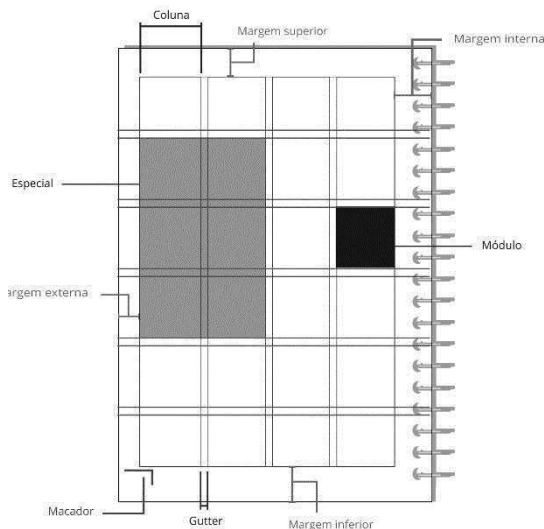 Coluna
Margem superior
Margem interna
Especial
Módulo
argem externa
Macador
Gutter
Margem inferior